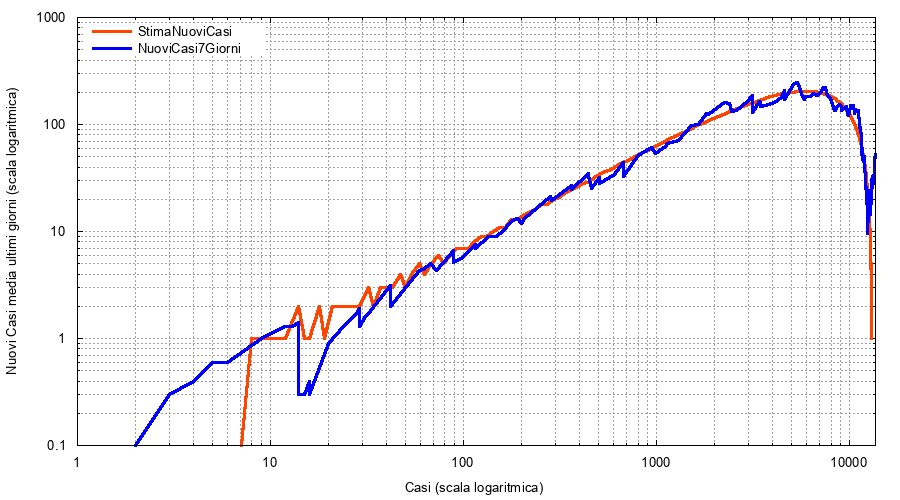 1000
StimaNuoviCasi
NuoviCasi7Giorni
100
10
1
0.1
Nuovi Casi media ultimi giorni (scala logaritmica)
1 10 100 1000 10000
Casi (scala logaritmica)